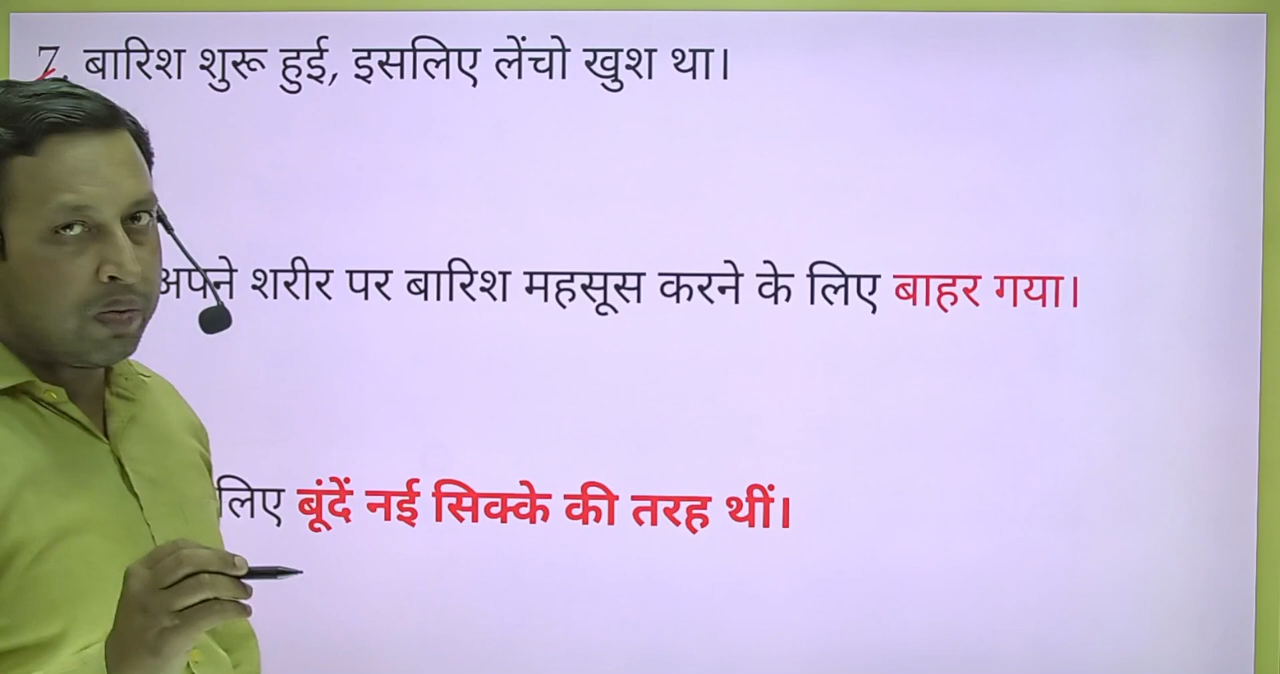 7. बारिश शुरू हुई, इसलिए लेंचो खुश था।
अपने शरीर पर बारिश महसूस करने के लिए बाहर गया।
लिए बूंदें नई सिक्के की तरह थीं।